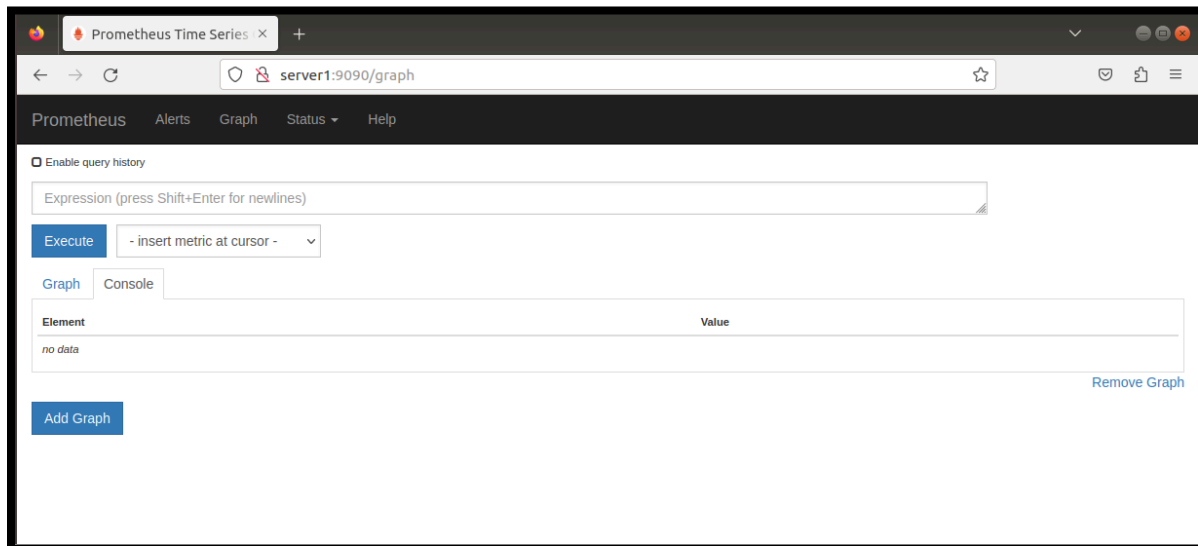 Prometheus Time Series
server1:9090/graph
Prometheus Alerts Graph Status Help
Enable query history
Expression (press Shift+Enter for newlines)
Execute - insert metric at cursor -
Graph Console
Element Value
no data
Remove Graph
Add Graph